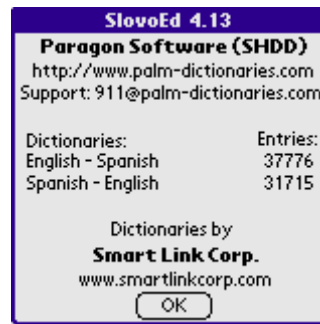 SlovoEd 4.13
Paragon Software (SHDD)
http://www.palm-dictionaries.com
Support: 911@palm-dictionaries.com
Dictionaries: Entries:
English - Spanish 37776
Spanish - English 31715
Dictionaries by
Smart Link Corp.
www.smartlinkcorp.com
OK